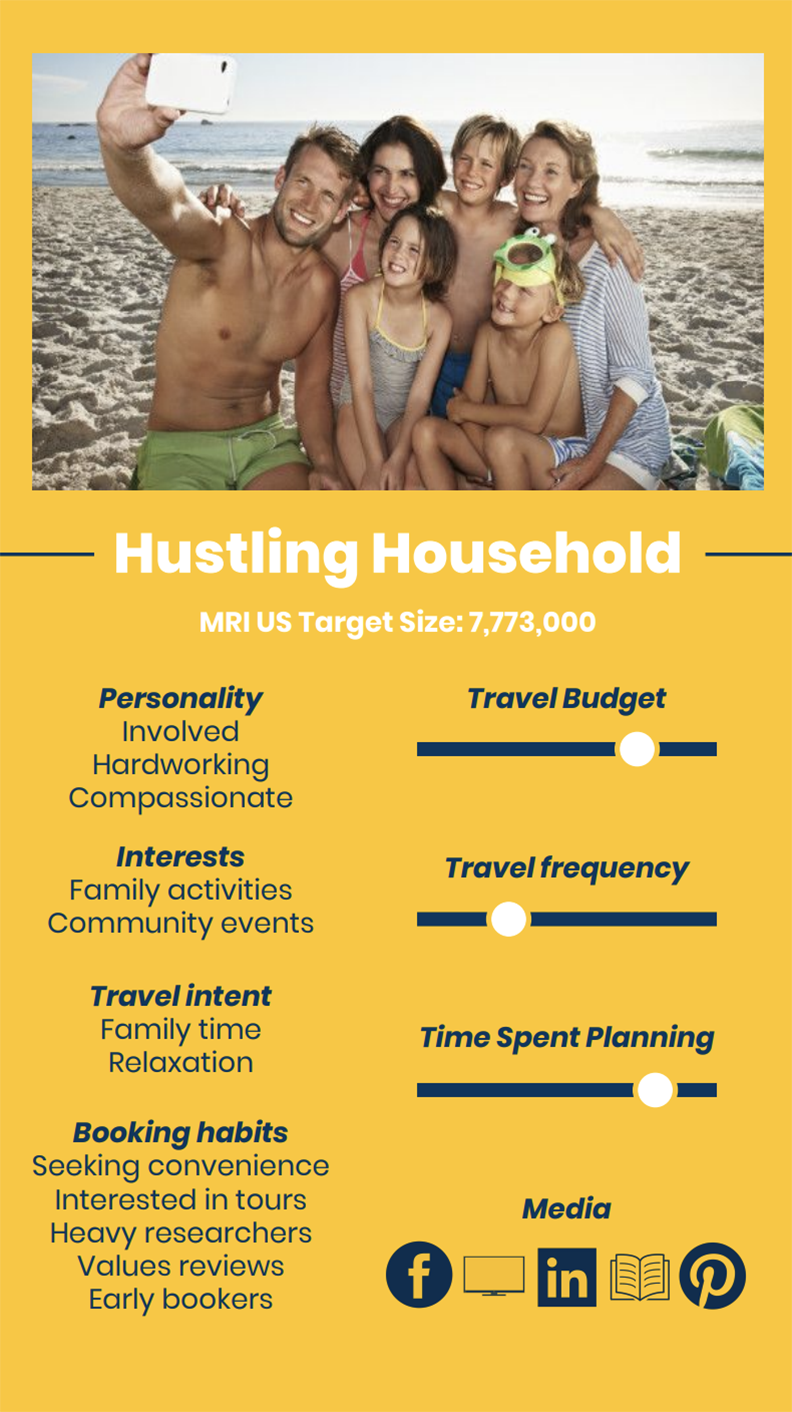 Hustling Household
MRI US Target Size: 7,773,000
Personality
Involved
Hardworking
Compassionate
Interests
Family activities
Community events
Travel intent
Family time
Relaxation
Booking habits
Seeking convenience
Interested in tours
Heavy researchers
Values reviews
Early bookers
Travel Budget
Travel frequency
Time Spent Planning
Media
f
in